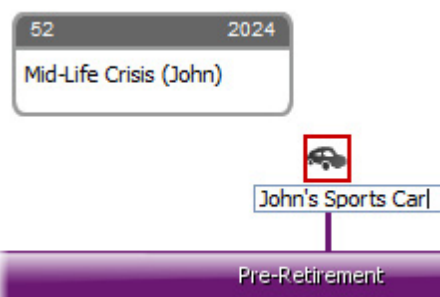 52 2024
Mid-Life Crisis (John)
John's Sports Car
Pre-Retirement